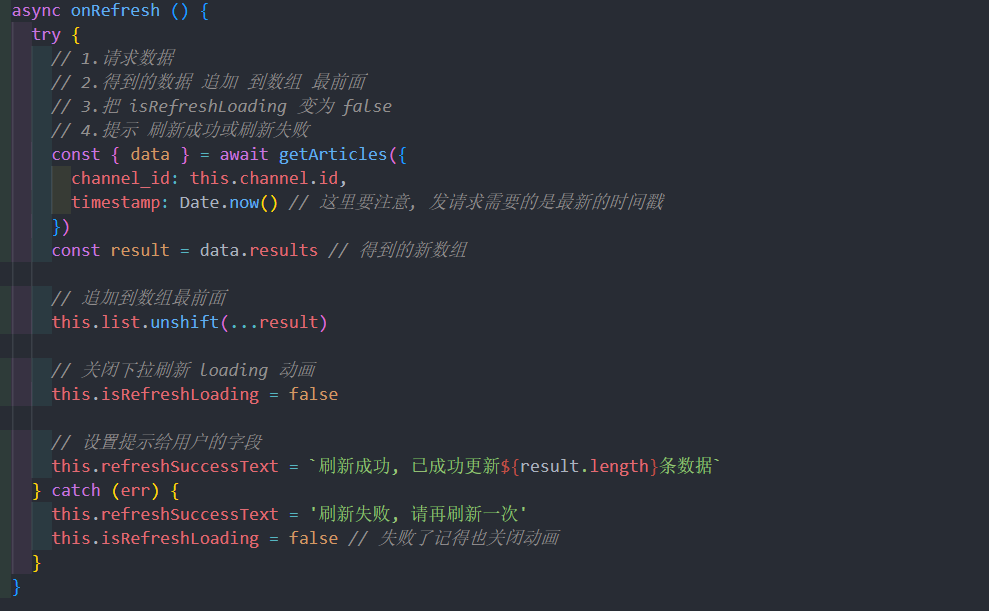 async onRefresh () {
try {
// 1.请求数据
// 2.得到的数据 追加 到数组 最前面
// 3.把 isRefreshLoading 变为 false
// 4.提示 刷新成功或刷新失败
const { data } = await getArticles({
channel_id: this.channel.id,
timestamp: Date.now() // 这里要注意, 发请求需要的是最新的时间戳
})
const result = data.results // 得到的新数组
// 追加到数组最前面
this.list.unshift(...result)
// 关闭下拉刷新 loading 动画
this.isRefreshLoading = false
// 设置提示给用户的字段
this.refreshSuccessText = `刷新成功, 已成功更新${result.length}条数据`
} catch (err) {
this.refreshSuccessText = '刷新失败, 请再刷新一次'
this.isRefreshLoading = false // 失败了记得也关闭动画
}
}